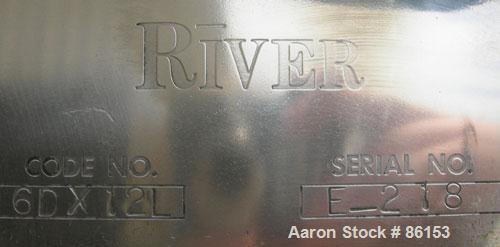 RIVER
CODE NO. SERIAL NO.
6DX12L E_218
Aaron Stock # 86153